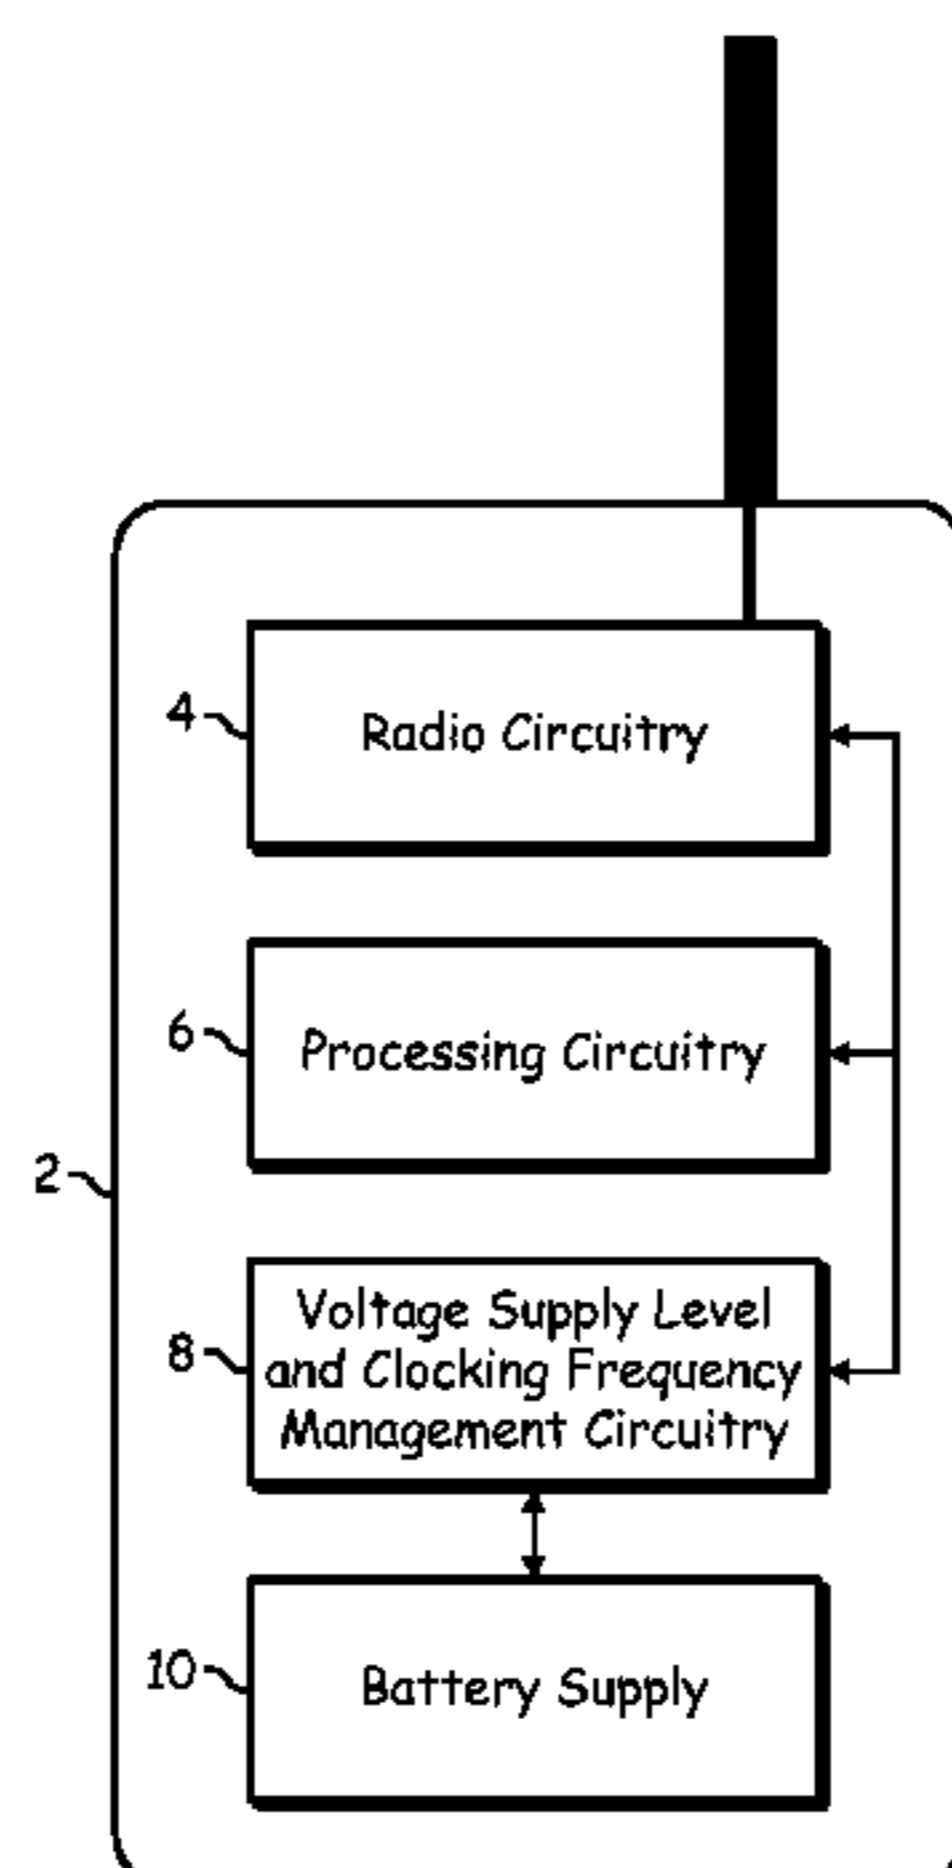 4
Radio Circuitry
6
Processing Circuitry
2
8
Voltage Supply Level
and Clocking Frequency
Management Circuitry
10
Battery Supply